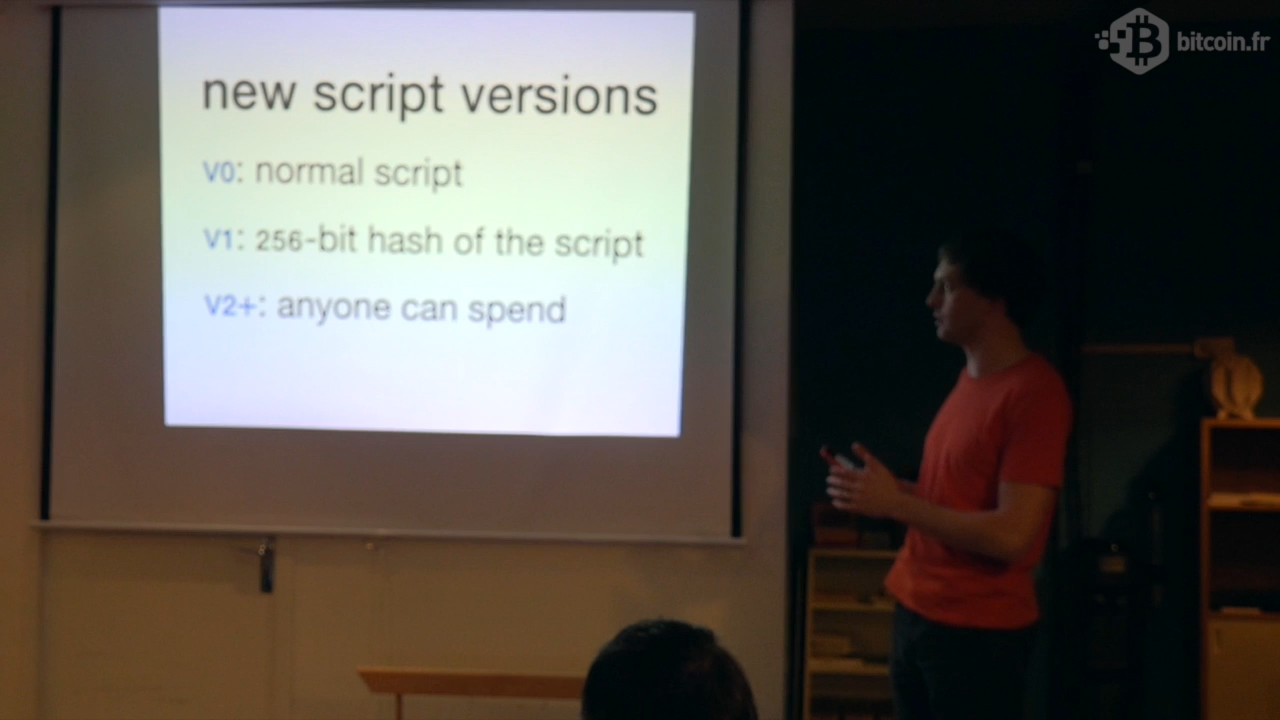 bitcoin.fr
new script versions
V0: normal script
V1: 256-bit hash of the script
V2+: anyone can spend